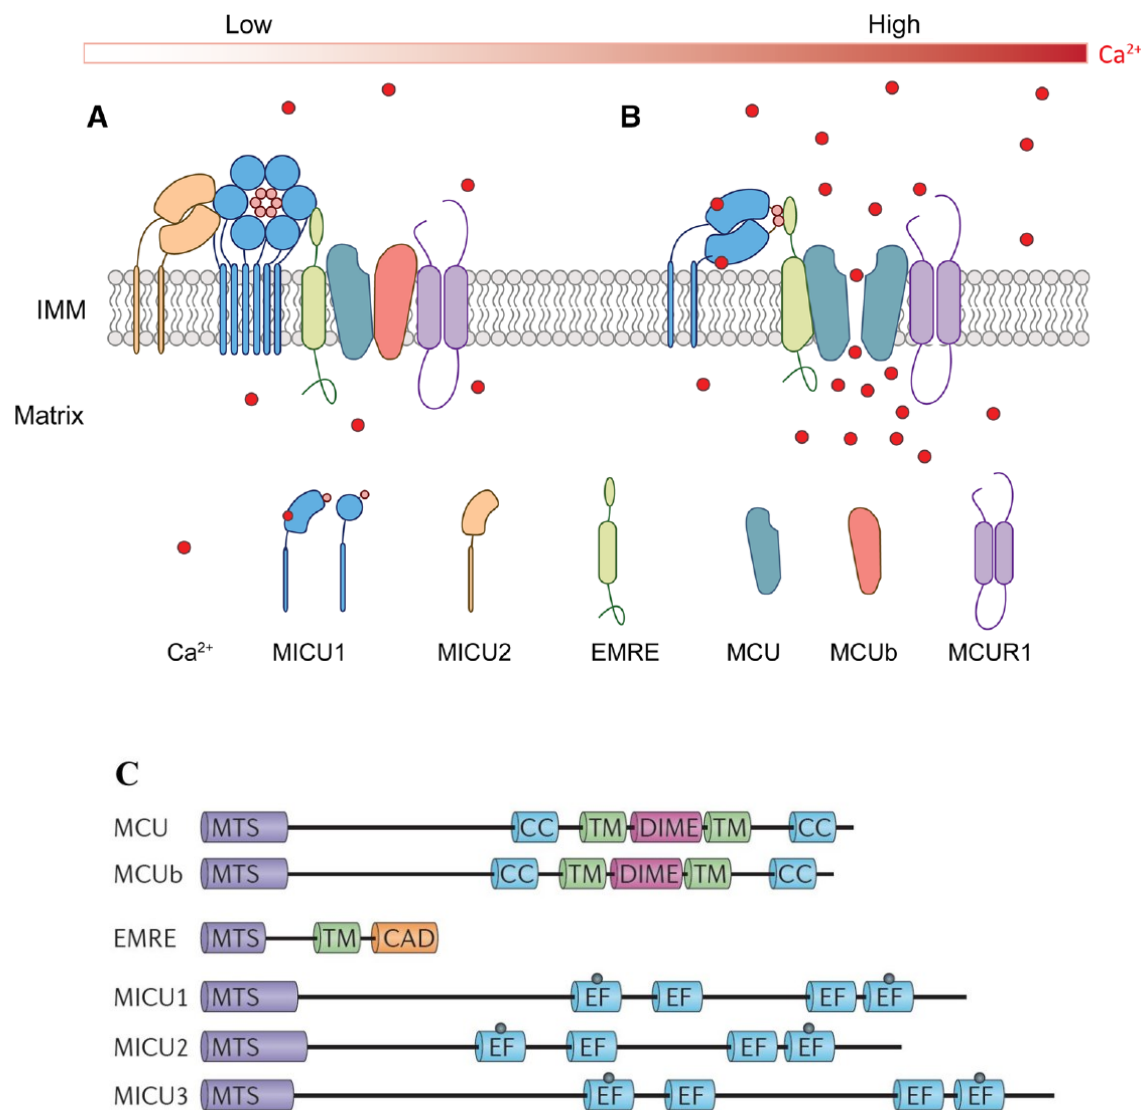 Low High
Ca²⁺
A B
IMM
Matrix
Ca²⁺ MICU1 MICU2 EMRE MCU MCUb MCUR1
C
MCU MTS CC TM DIME TM CC
MCUb MTS CC TM DIME TM CC
EMRE MTS TM CAD
MICU1 MTS EF EF EF EF
MICU2 MTS EF EF EF EF
MICU3 MTS EF EF EF EF